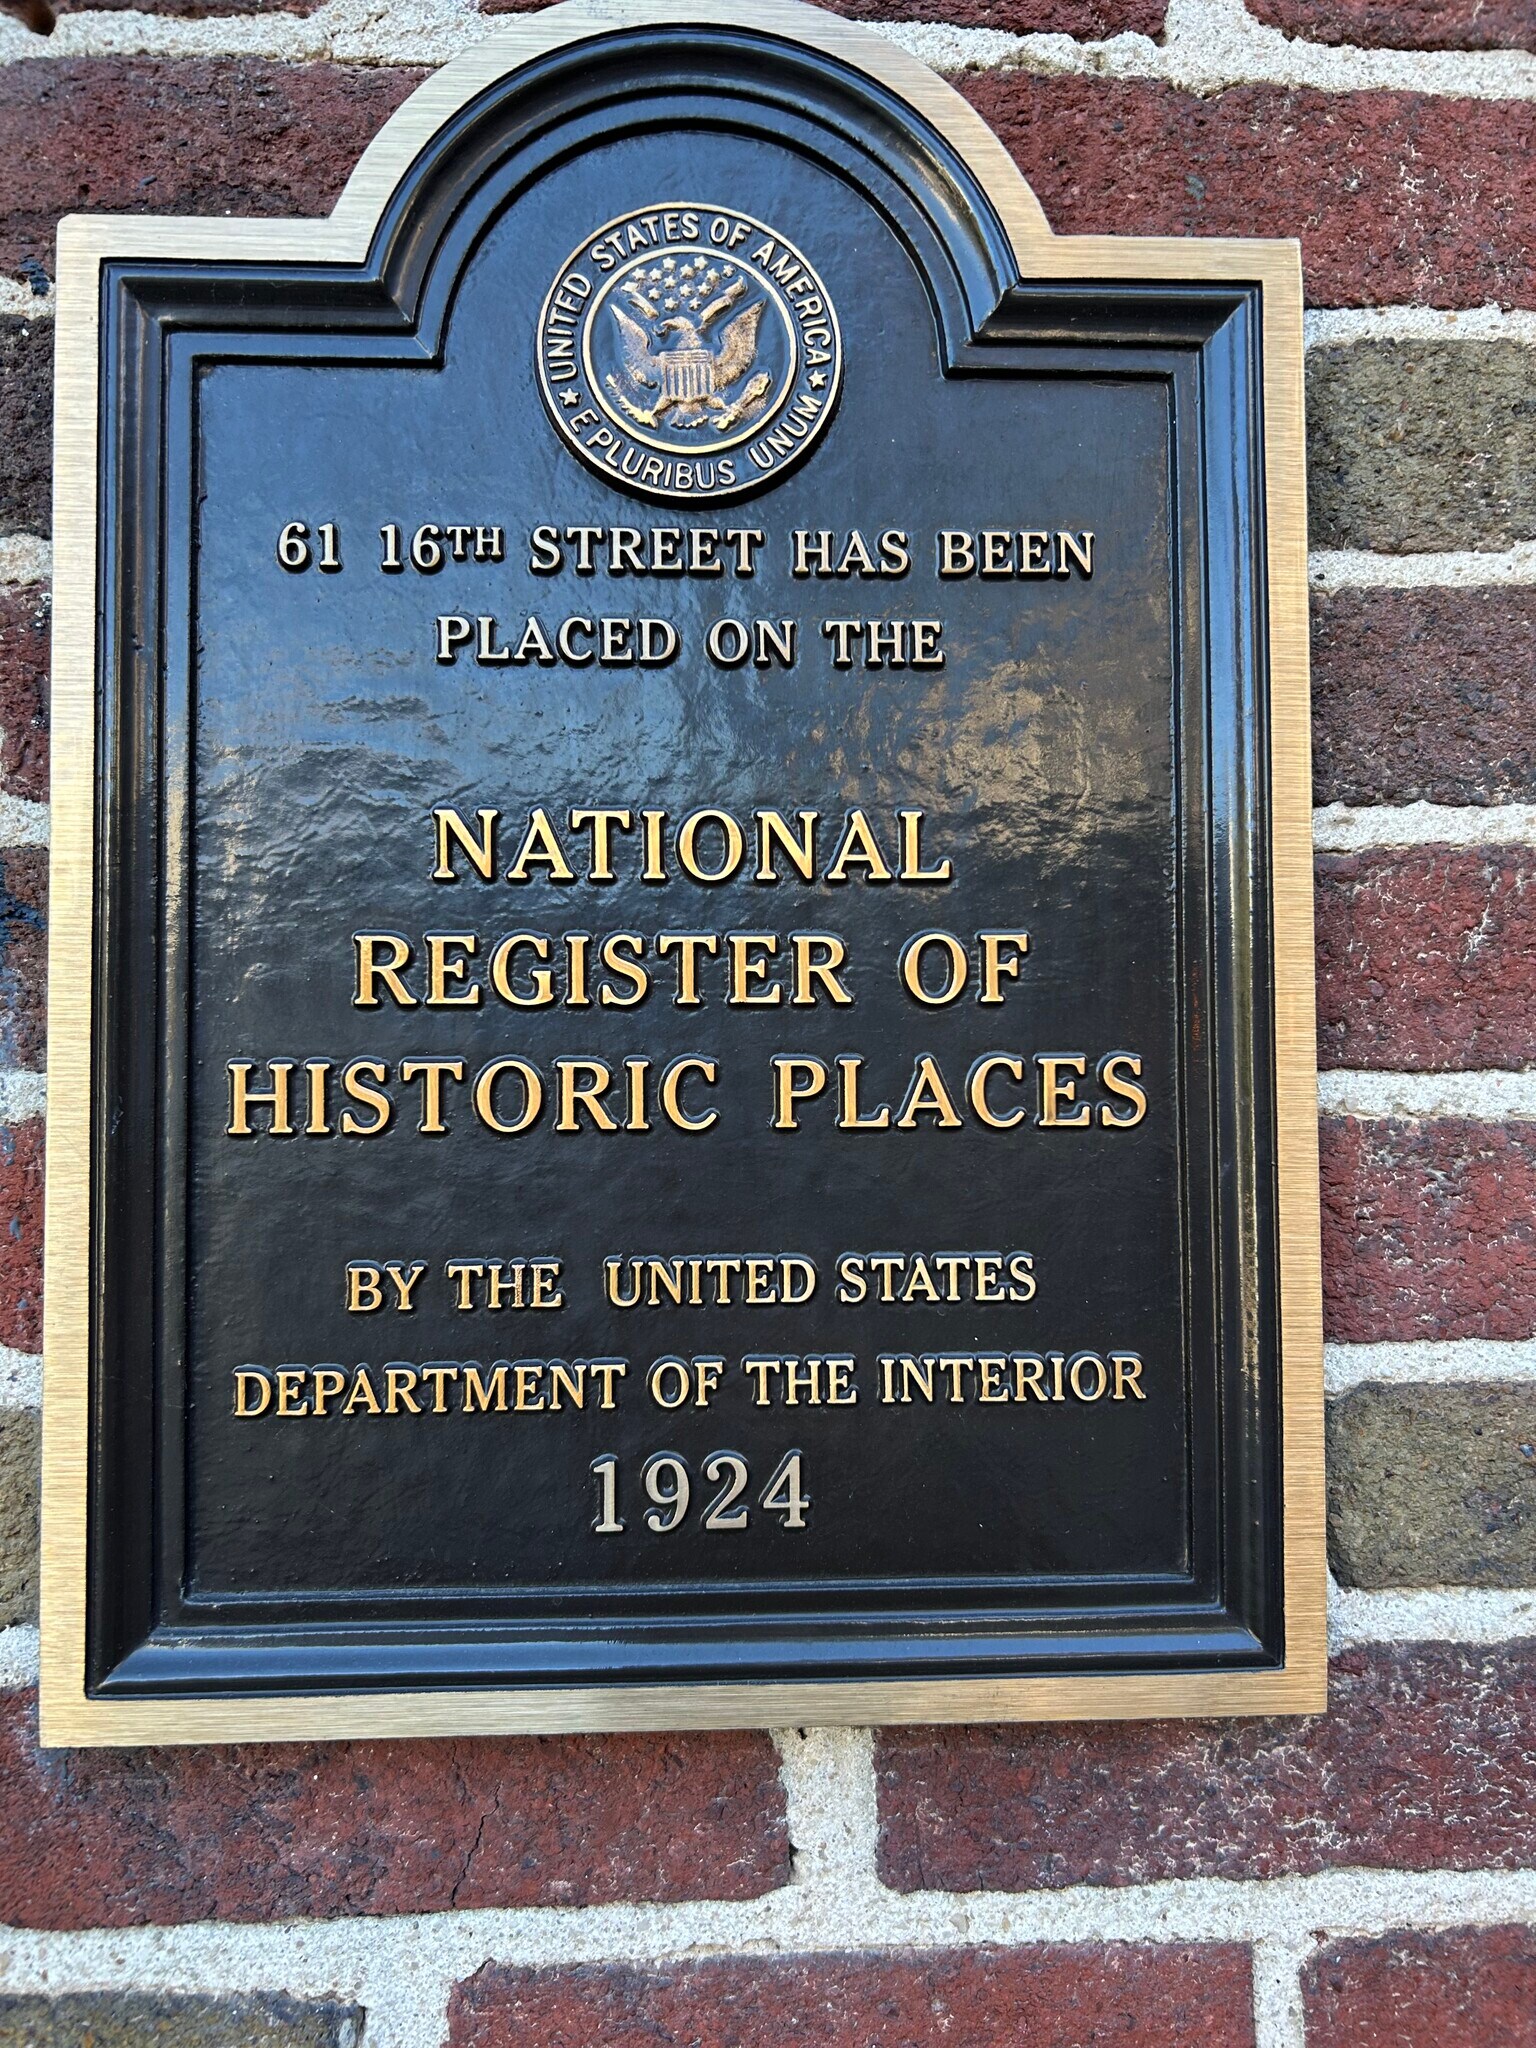 UNITED STATES OF AMERICA
★ E PLURIBUS UNUM ★
61 16TH STREET HAS BEEN
PLACED ON THE
NATIONAL
REGISTER OF
HISTORIC PLACES
BY THE UNITED STATES
DEPARTMENT OF THE INTERIOR
1924